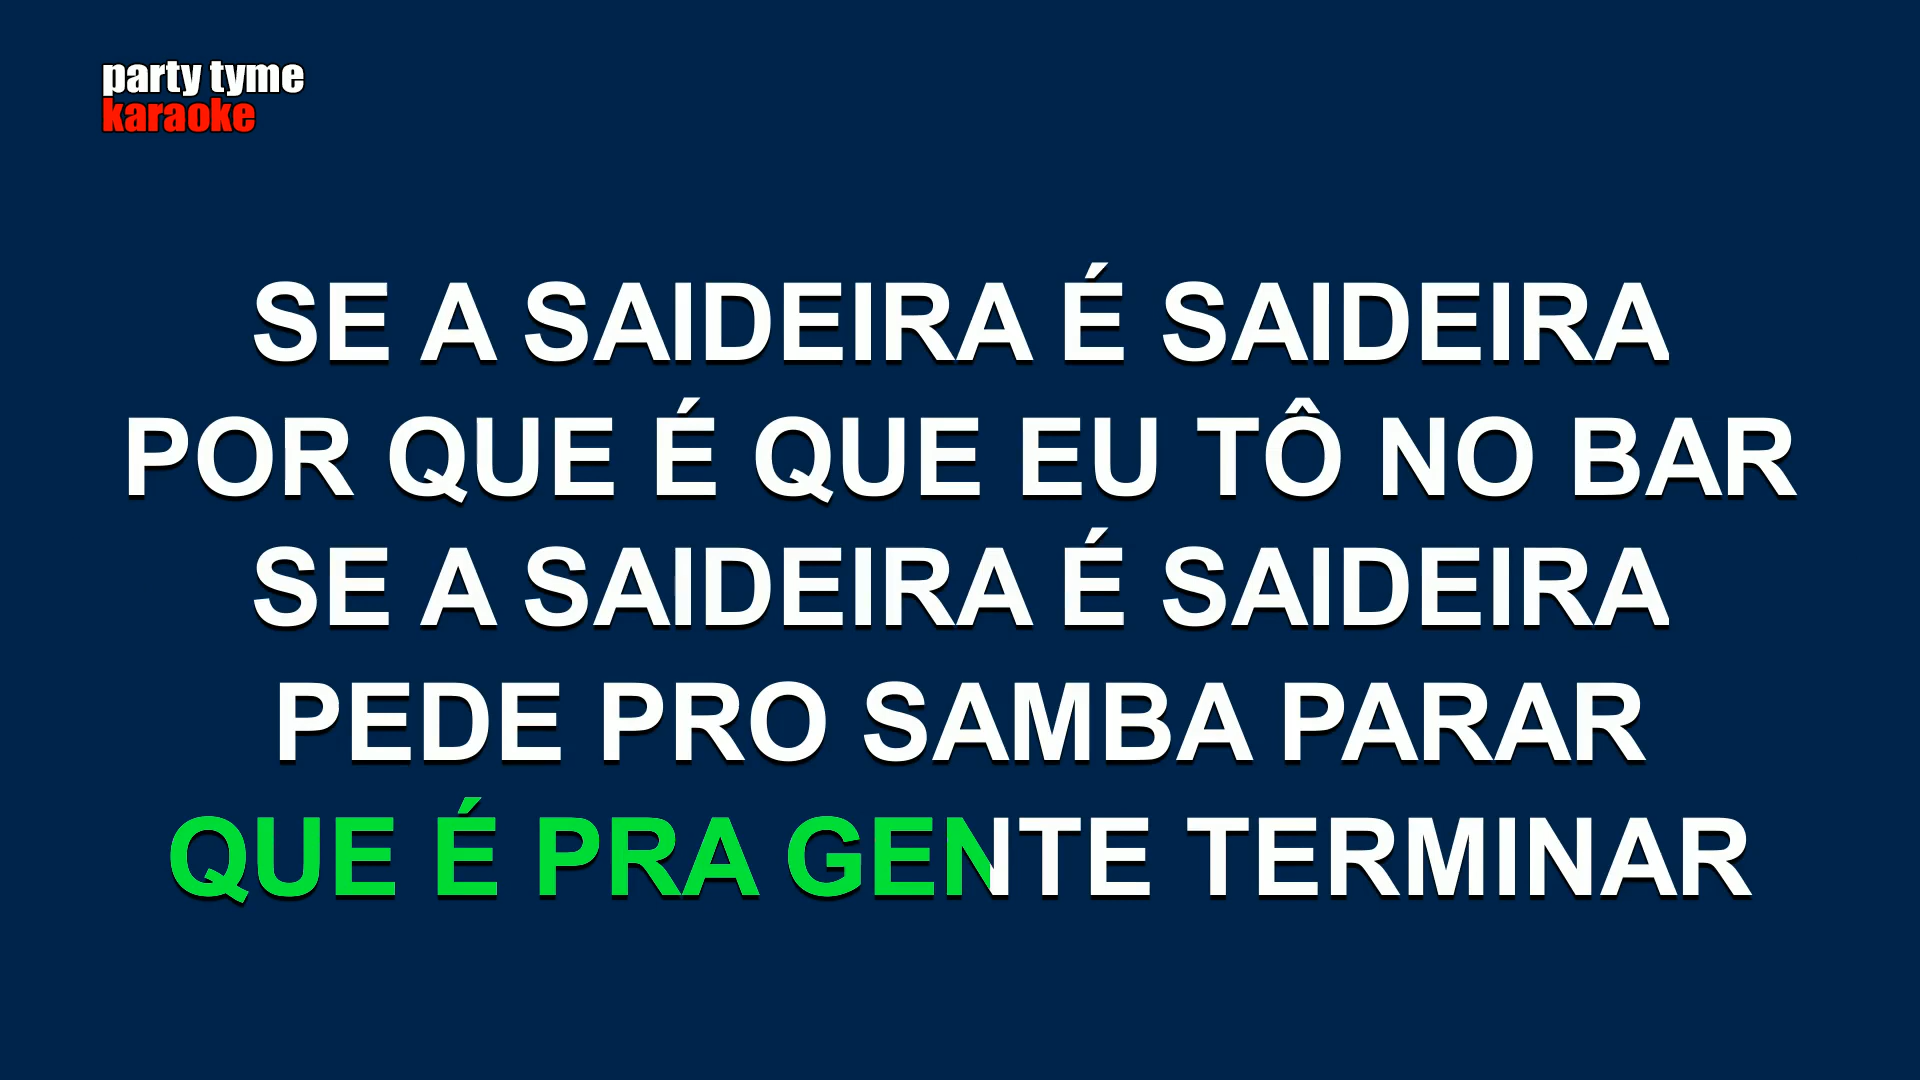 party tyme
karaoke
SE A SAIDEIRA É SAIDEIRA
POR QUE É QUE EU TÔ NO BAR
SE A SAIDEIRA É SAIDEIRA
PEDE PRO SAMBA PARAR
QUE É PRA GENTE TERMINAR